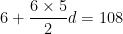 6 + \frac{6 \times 5}{2}d = 108